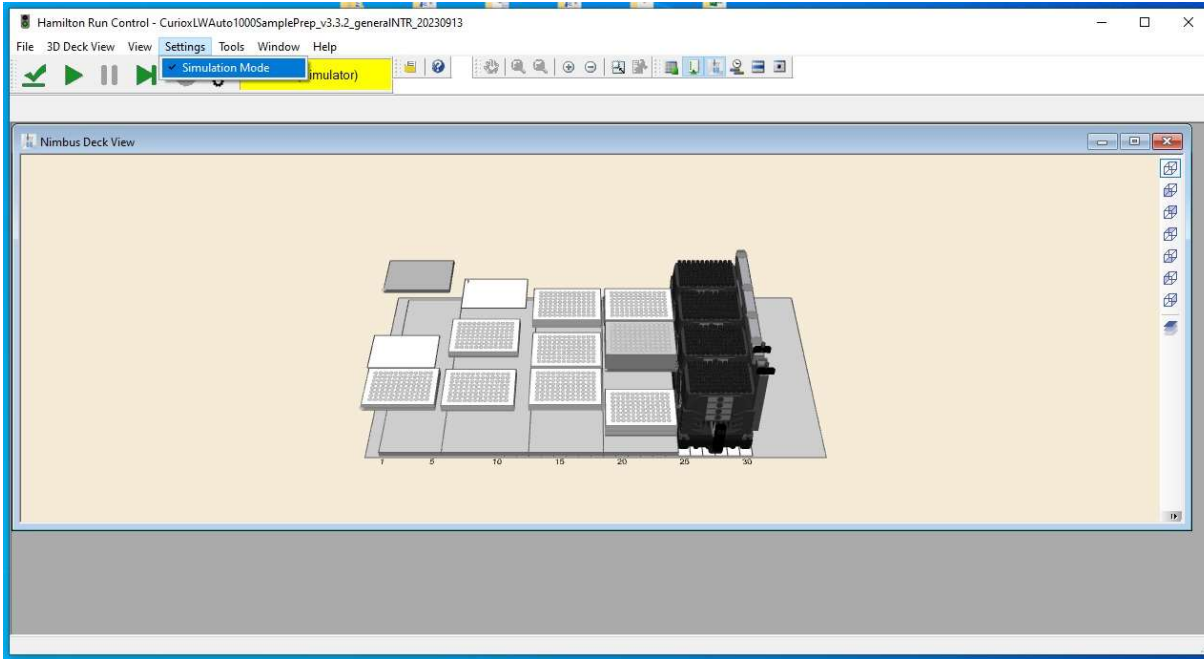 Hamilton Run Control - CurioxLWAuto1000SamplePrep_v3.3.2_generalNTR_20230913
File 3D Deck View View Settings Tools Window Help
Simulation Mode
imulator)
Nimbus Deck View
1 5 10 15 20 25 30